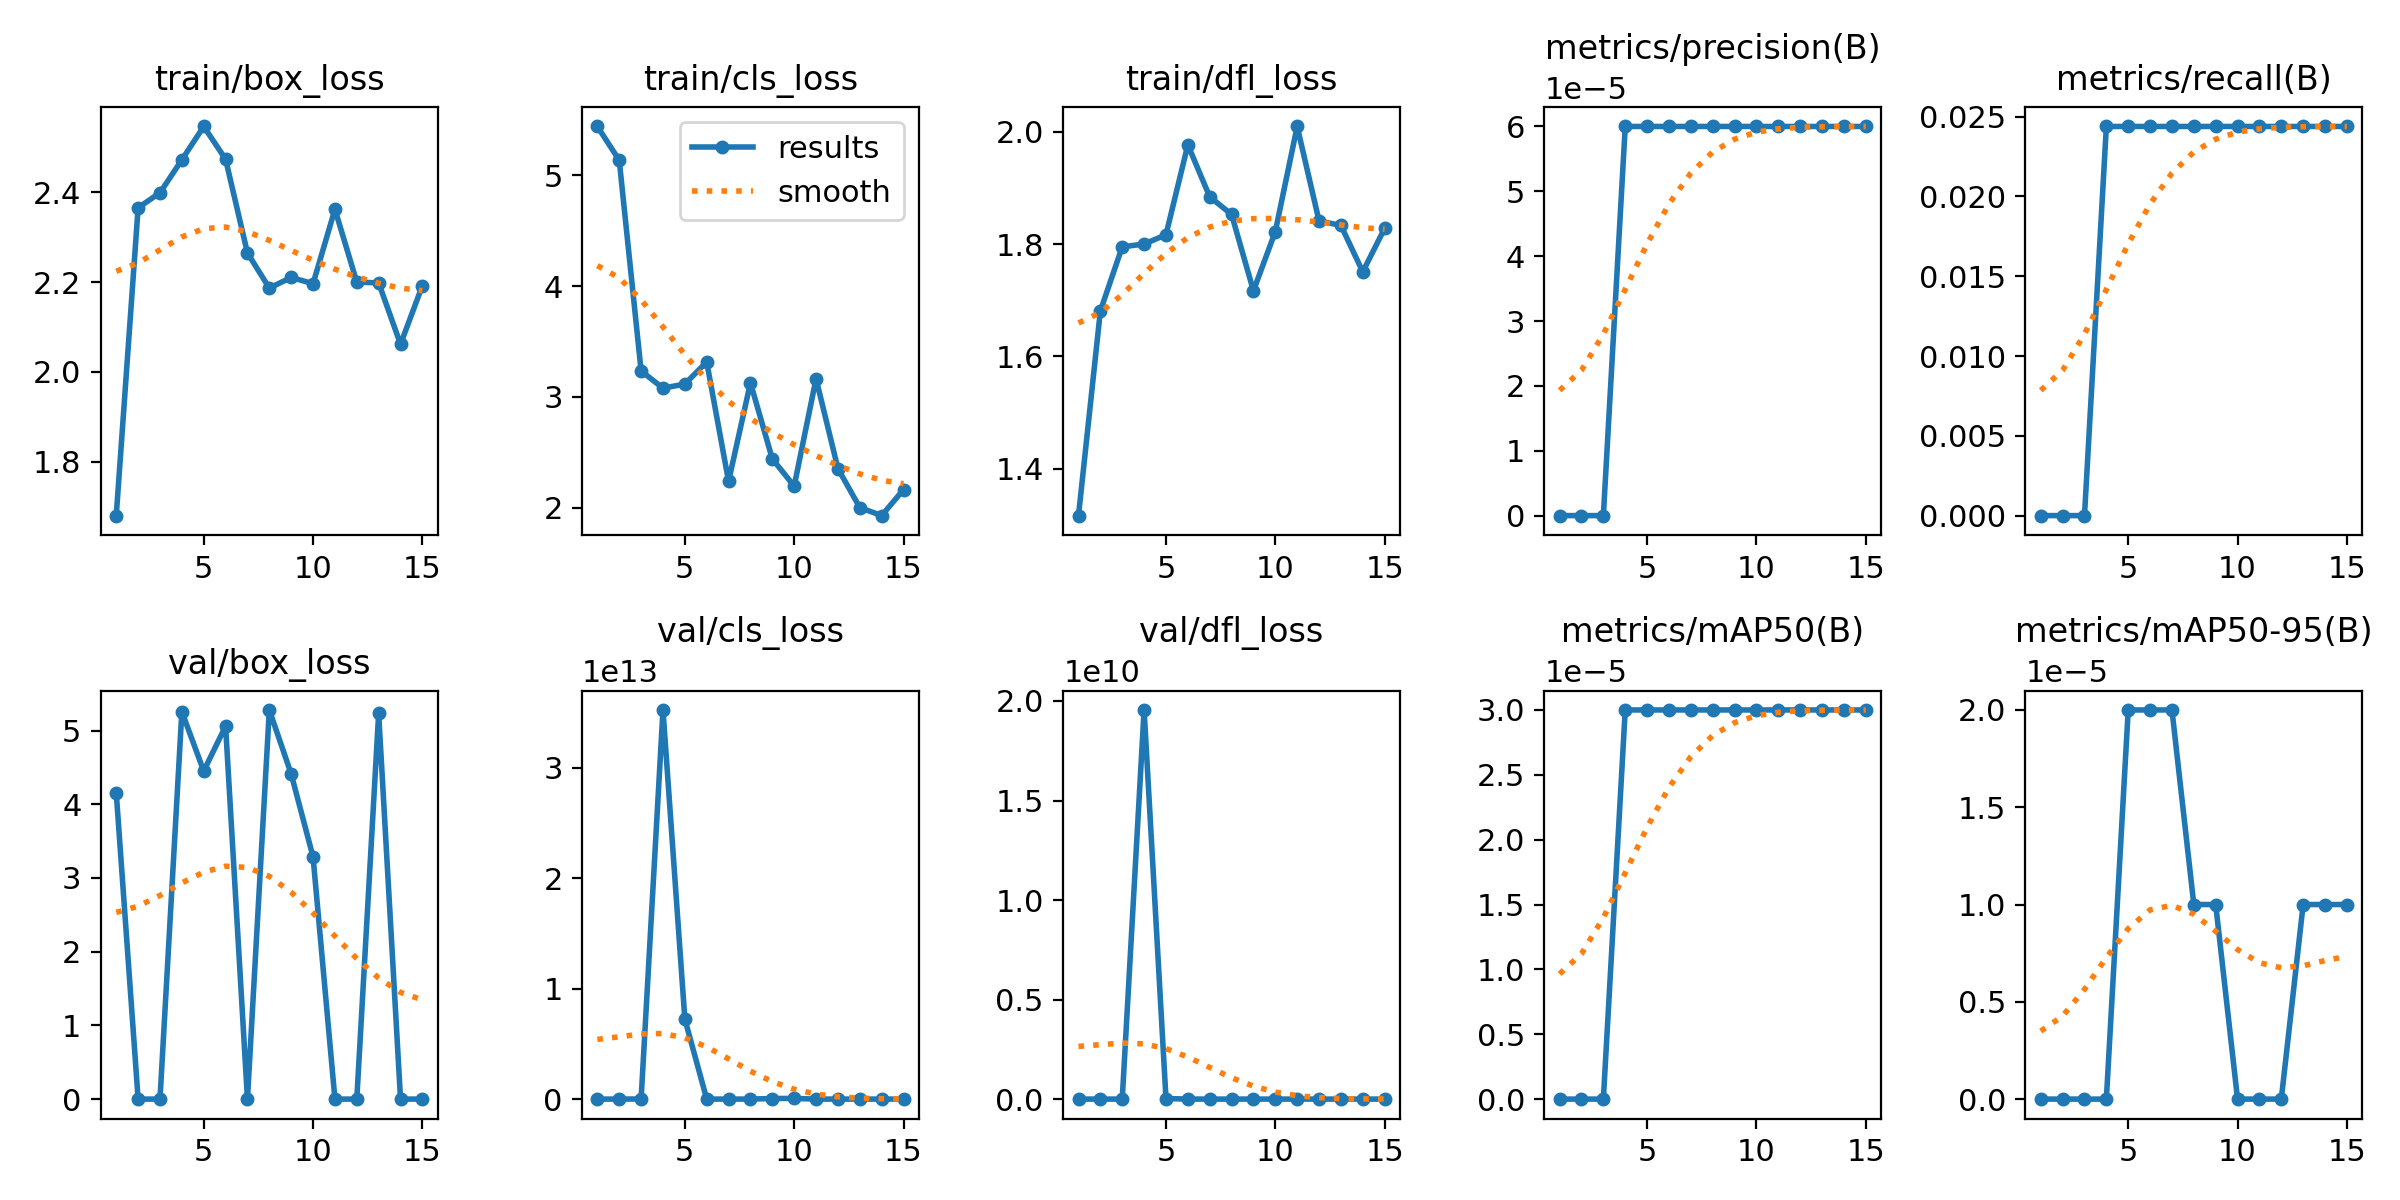 train/box_loss
2.4
2.2
2.0
1.8
5 10 15
train/cls_loss
results
smooth
5
4
3
2
5 10 15
train/dfl_loss
2.0
1.8
1.6
1.4
5 10 15
metrics/precision(B)
1e−5
6
5
4
3
2
1
0
5 10 15
metrics/recall(B)
0.025
0.020
0.015
0.010
0.005
0.000
5 10 15
val/box_loss
5
4
3
2
1
0
5 10 15
val/cls_loss
1e13
3
2
1
0
5 10 15
val/dfl_loss
1e10
2.0
1.5
1.0
0.5
0.0
5 10 15
metrics/mAP50(B)
1e−5
3.0
2.5
2.0
1.5
1.0
0.5
0.0
5 10 15
metrics/mAP50-95(B)
1e−5
2.0
1.5
1.0
0.5
0.0
5 10 15